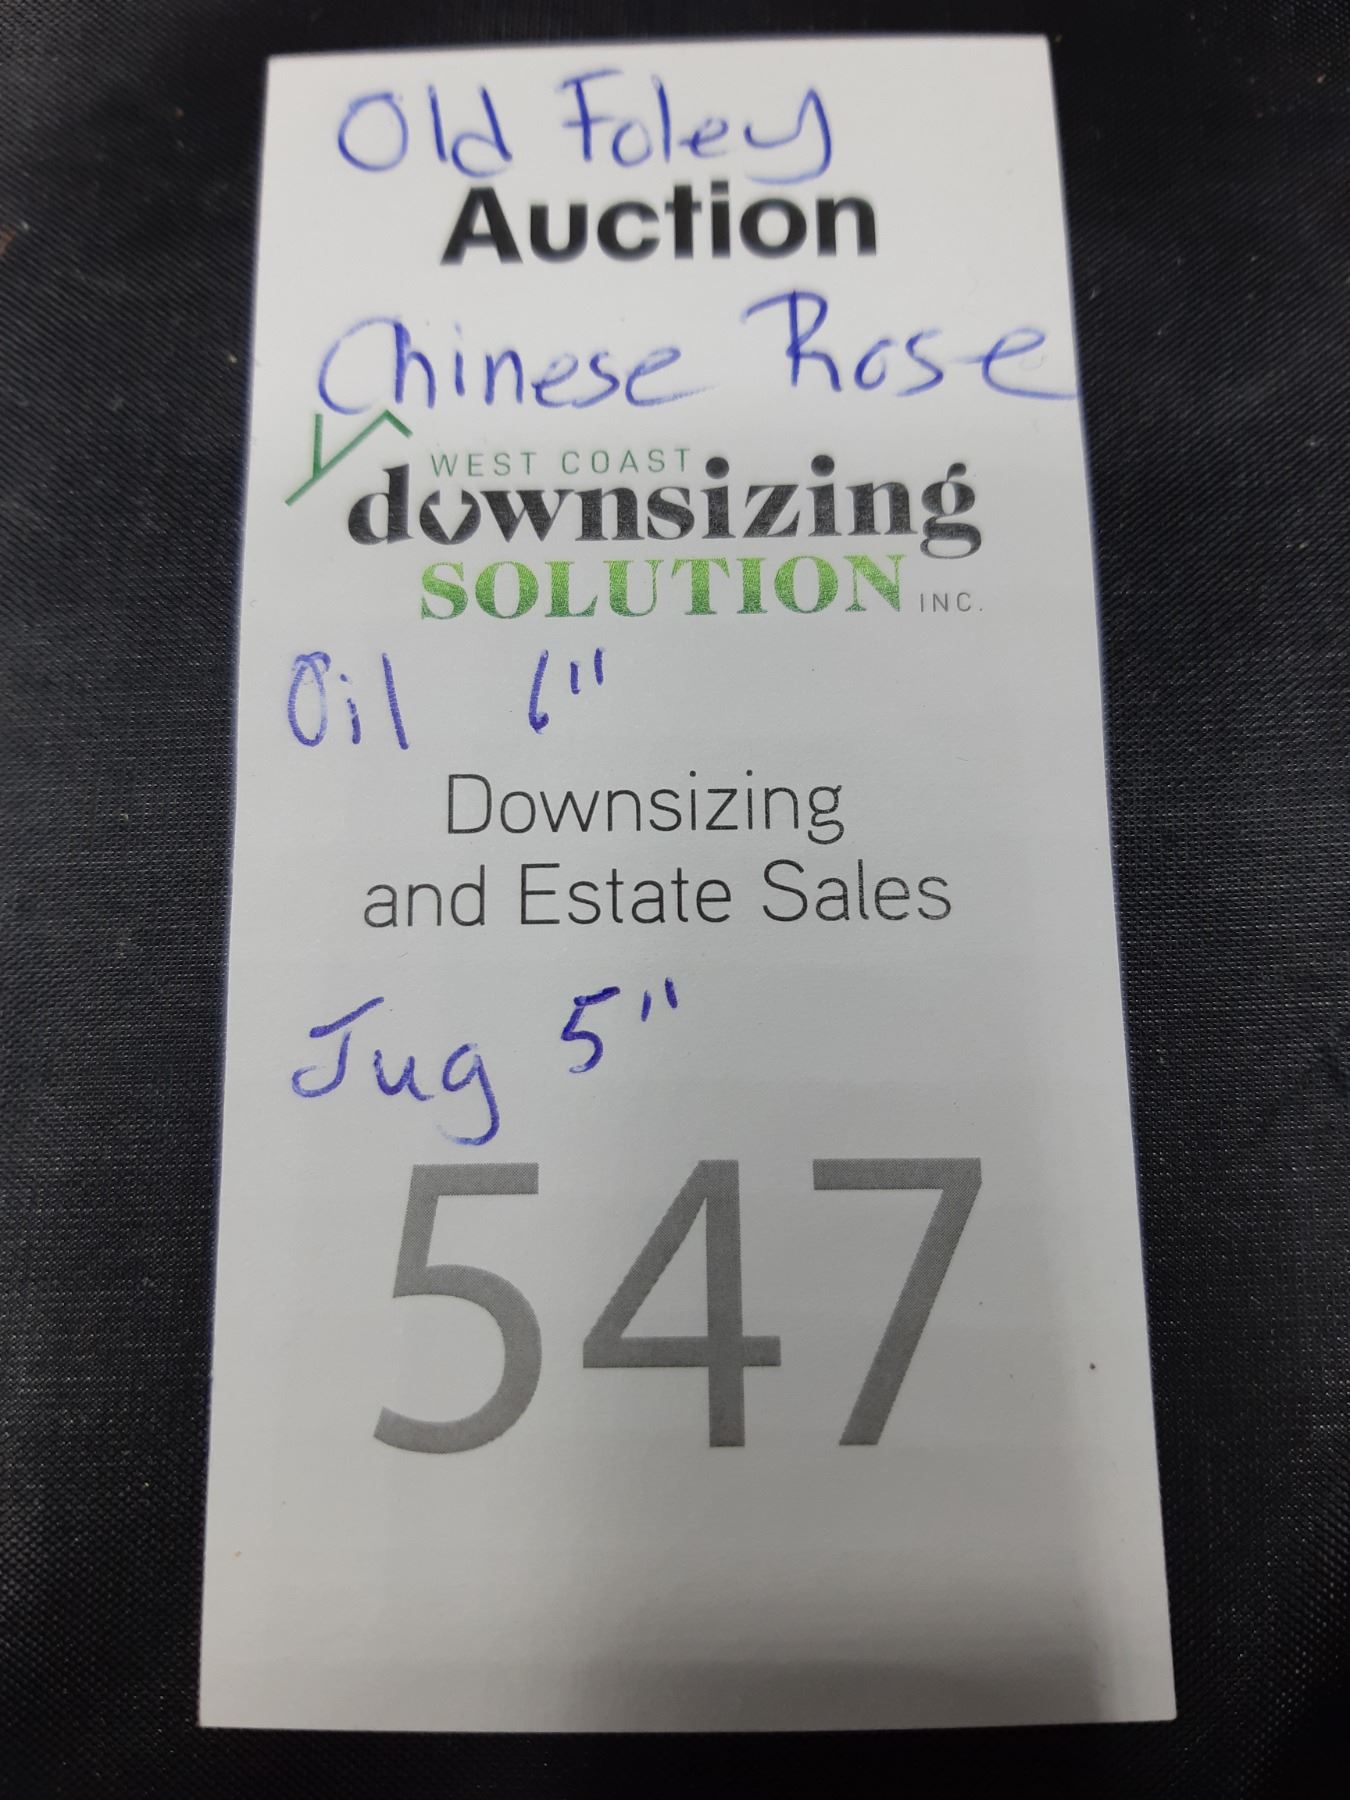 Old Foley
Auction
Chinese Rose
WEST COAST
downsizing
SOLUTION INC.
Oil 6"
Downsizing
and Estate Sales
Jug 5"
547